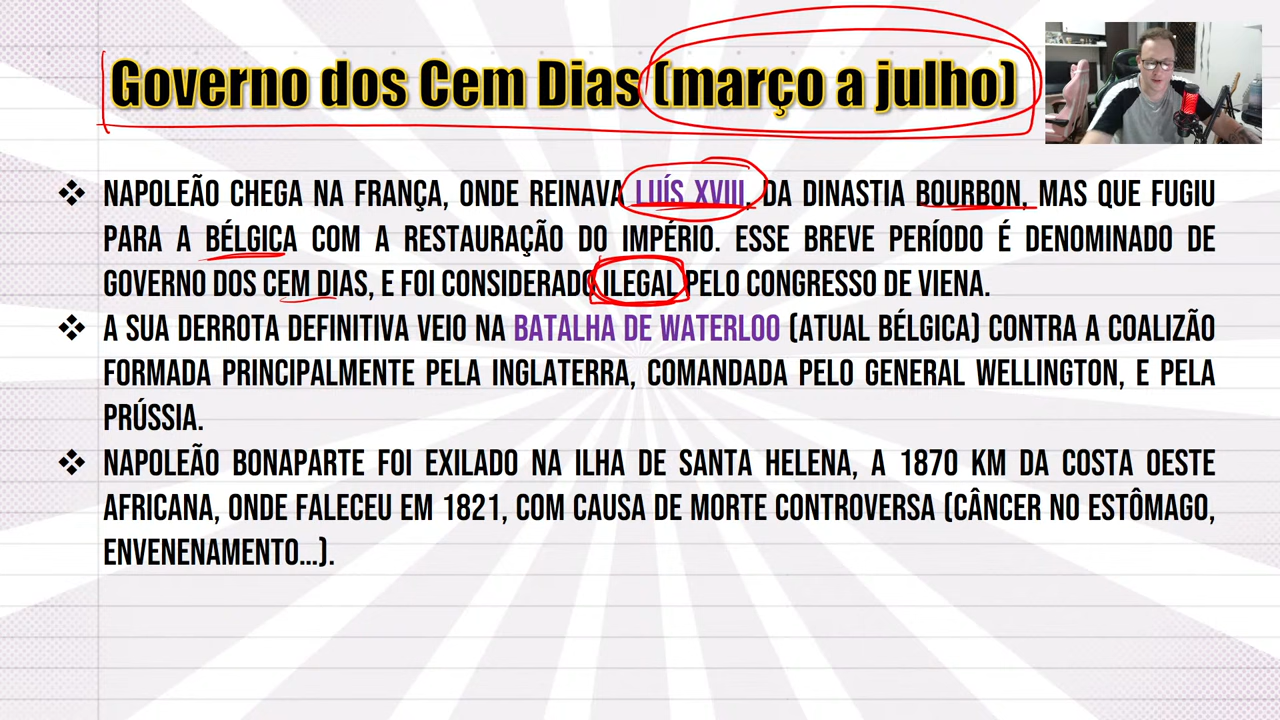 Governo dos Cem Dias (março a julho)
❖ NAPOLEÃO CHEGA NA FRANÇA, ONDE REINAVA LUÍS XVIII, DA DINASTIA BOURBON, MAS QUE FUGIU
PARA A BÉLGICA COM A RESTAURAÇÃO DO IMPÉRIO. ESSE BREVE PERÍODO É DENOMINADO DE
GOVERNO DOS CEM DIAS, E FOI CONSIDERADO ILEGAL PELO CONGRESSO DE VIENA.
❖ A SUA DERROTA DEFINITIVA VEIO NA BATALHA DE WATERLOO (ATUAL BÉLGICA) CONTRA A COALIZÃO
FORMADA PRINCIPALMENTE PELA INGLATERRA, COMANDADA PELO GENERAL WELLINGTON, E PELA
PRÚSSIA.
❖ NAPOLEÃO BONAPARTE FOI EXILADO NA ILHA DE SANTA HELENA, A 1870 KM DA COSTA OESTE
AFRICANA, ONDE FALECEU EM 1821, COM CAUSA DE MORTE CONTROVERSA (CÂNCER NO ESTÔMAGO,
ENVENENAMENTO...).